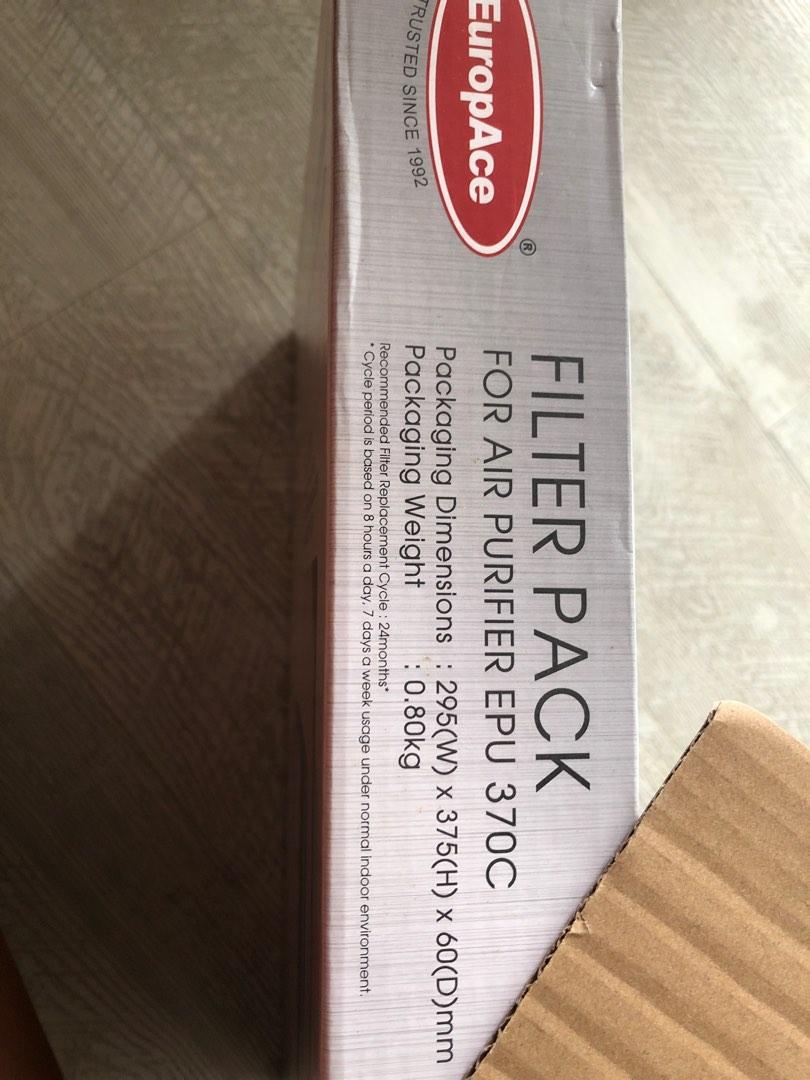 EuropAce
®
TRUSTED SINCE 1992
FILTER PACK
FOR AIR PURIFIER EPU 370C
Packaging Dimensions : 295(W) x 375(H) x 60(D)mm
Packaging Weight : 0.80kg
Recommended Filter Replacement Cycle : 24months*
* Cycle period is based on 8 hours a day, 7 days a week usage under normal indoor environment.